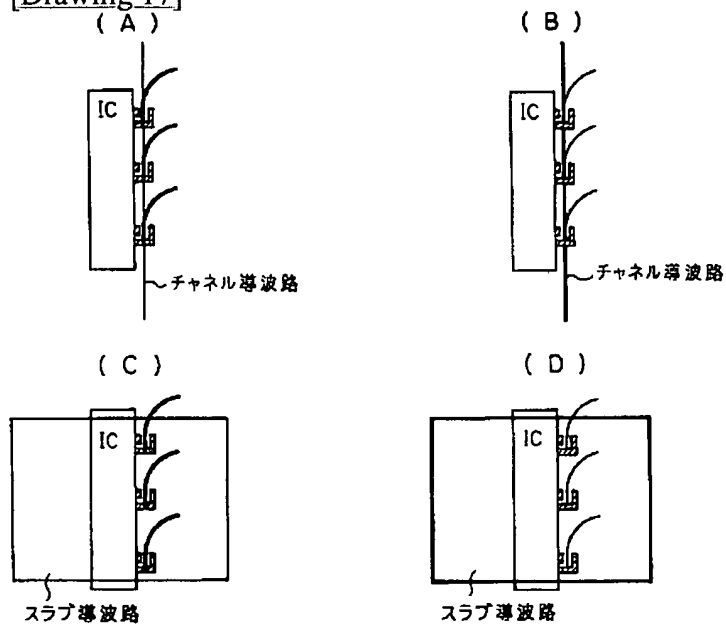 [Drawing 17]
( A )
( B )
IC
IC
チャネル導波路
チャネル導波路
( C )
( D )
IC
IC
スラブ導波路
スラブ導波路